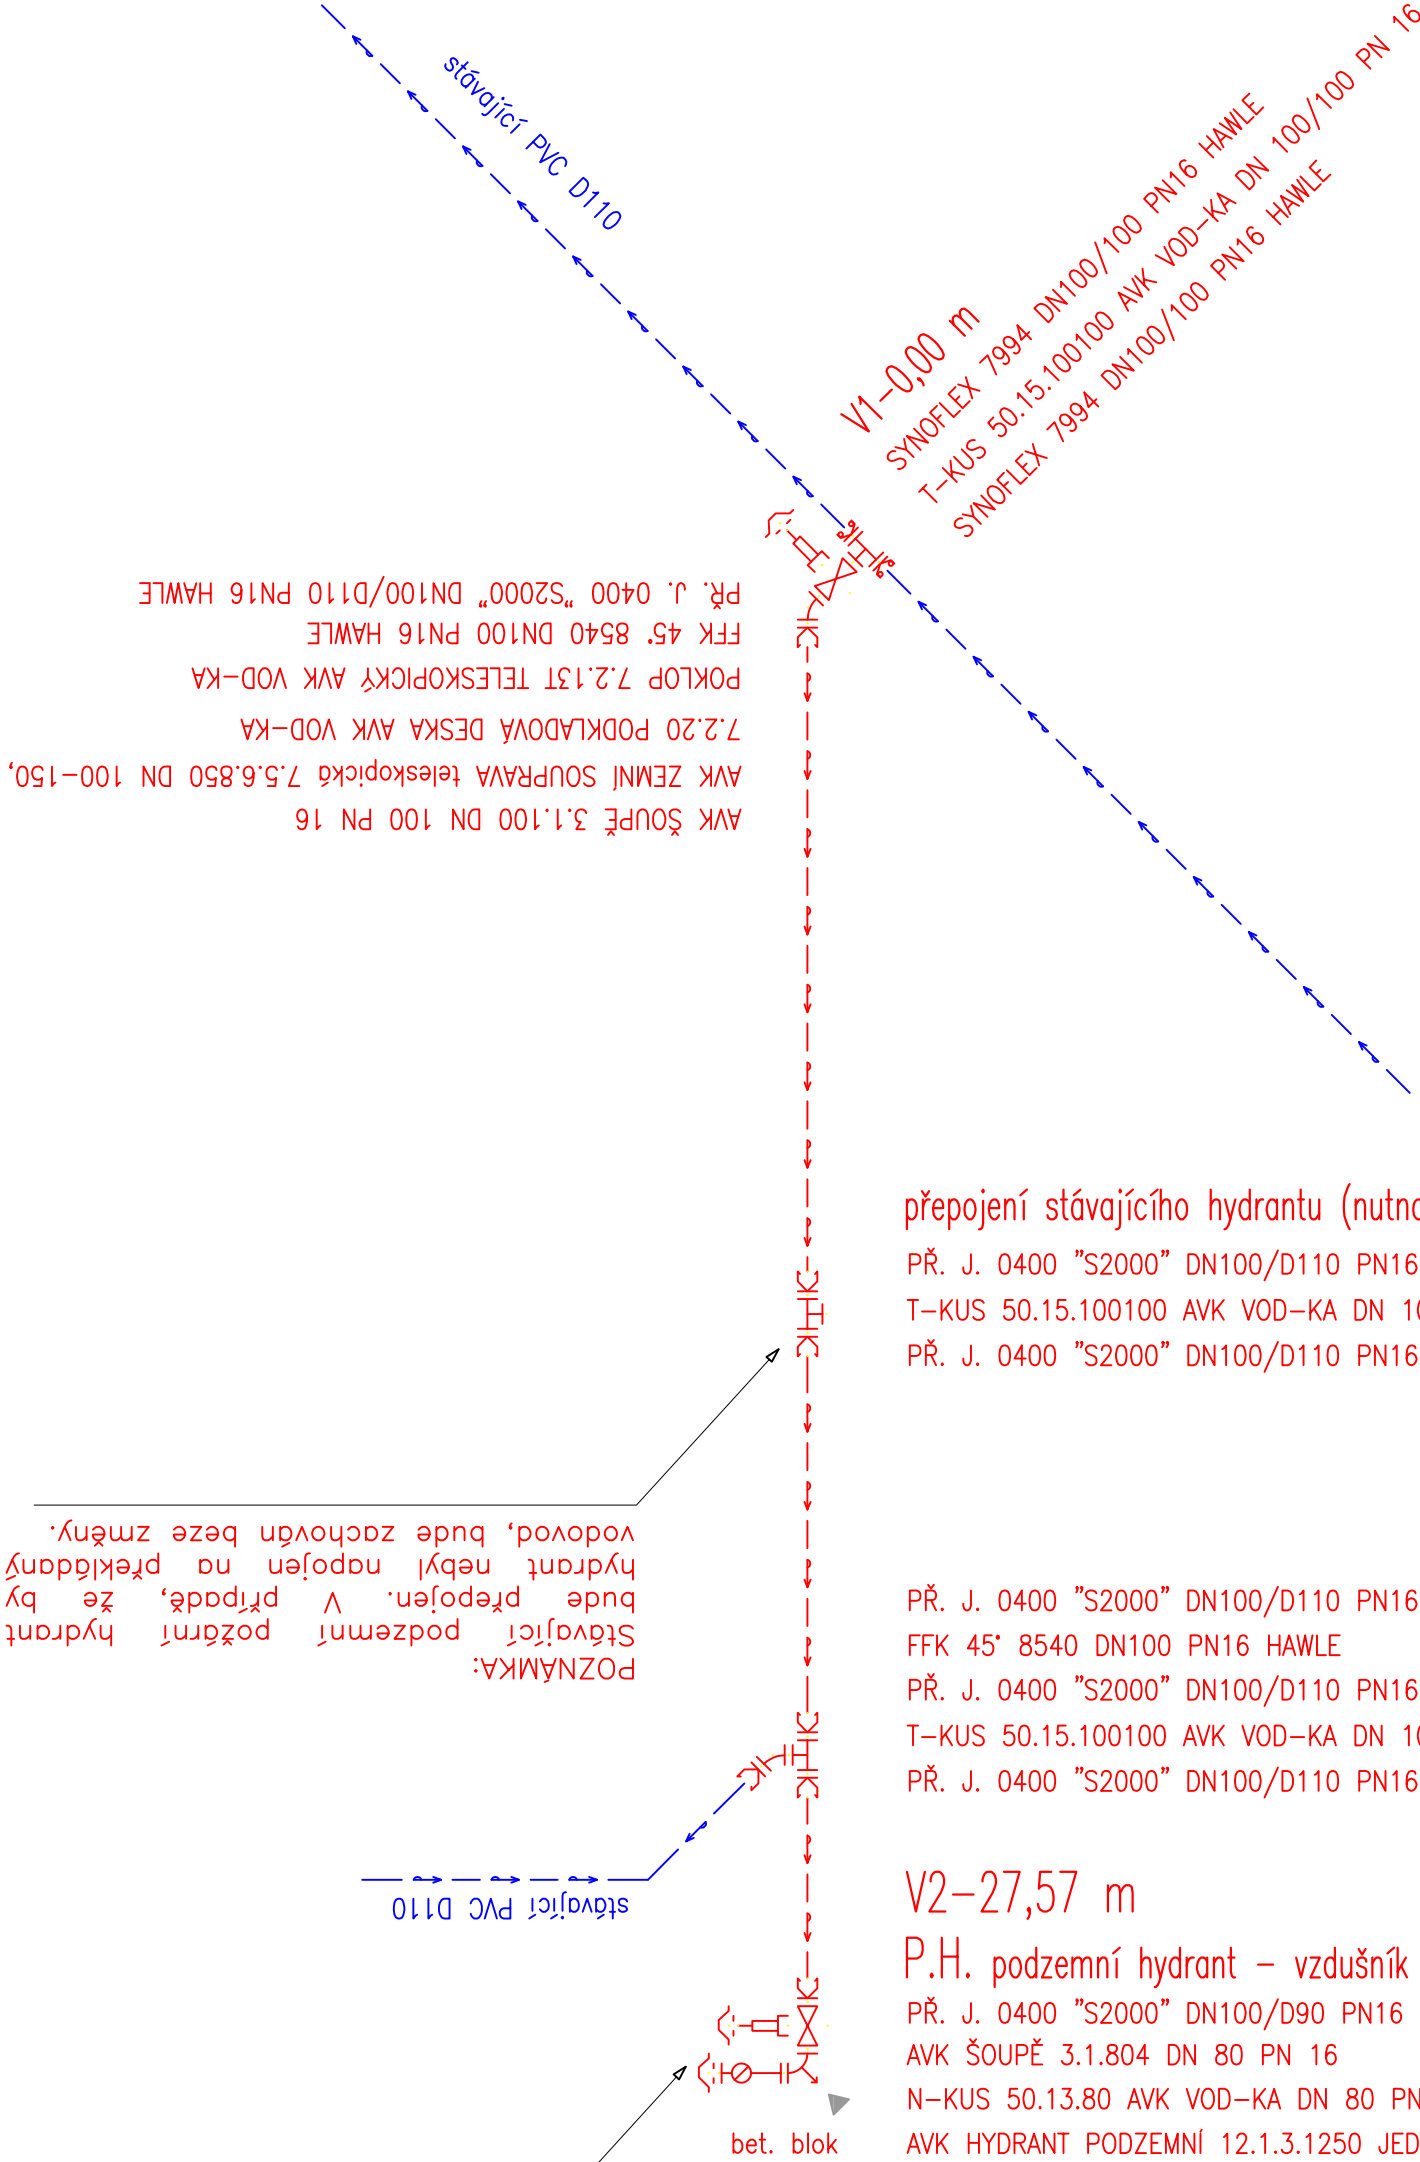 stávající PVC D110
V1-0,00 m
SYNOFLEX 7994 DN100/100 PN16 HAWLE
T-KUS 50.15.100100 AVK VOD-KA DN 100/100 PN 16
SYNOFLEX 7994 DN100/100 PN16 HAWLE
AVK ŠOUPĚ 3.1.100 DN 100 PN 16
AVK ZEMNÍ SOUPRAVA teleskopická 7.5.6.850 DN 100-150,
7.2.20 PODKLADOVÁ DESKA AVK VOD-KA
POKLOP 7.2.13T TELESKOPICKÝ AVK VOD-KA
FFK 45° 8540 DN100 PN16 HAWLE
PŘ. J. 0400 "S2000" DN100/D110 PN16 HAWLE
přepojení stávajícího hydrantu (nutno
PŘ. J. 0400 "S2000" DN100/D110 PN16
T-KUS 50.15.100100 AVK VOD-KA DN 10
PŘ. J. 0400 "S2000" DN100/D110 PN16
POZNÁMKA:
Stávající podzemní požární hydrant
bude přepojen. V případě, že by
hydrant nebyl napojen na překládaný
vodovod, bude zachován beze změny.
PŘ. J. 0400 "S2000" DN100/D110 PN16
FFK 45° 8540 DN100 PN16 HAWLE
PŘ. J. 0400 "S2000" DN100/D110 PN16
T-KUS 50.15.100100 AVK VOD-KA DN 10
PŘ. J. 0400 "S2000" DN100/D110 PN16
stávající PVC D110
V2-27,57 m
P.H. podzemní hydrant - vzdušník
PŘ. J. 0400 "S2000" DN100/D90 PN16
AVK ŠOUPĚ 3.1.804 DN 80 PN 16
N-KUS 50.13.80 AVK VOD-KA DN 80 PN
AVK HYDRANT PODZEMNÍ 12.1.3.1250 JED
bet. blok